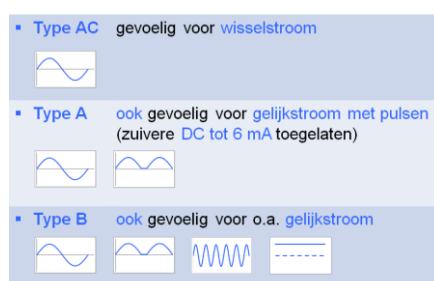 ▪ Type AC gevoelig voor wisselstroom
▪ Type A ook gevoelig voor gelijkstroom met pulsen
(zuivere DC tot 6 mA toegelaten)
▪ Type B ook gevoelig voor o.a. gelijkstroom